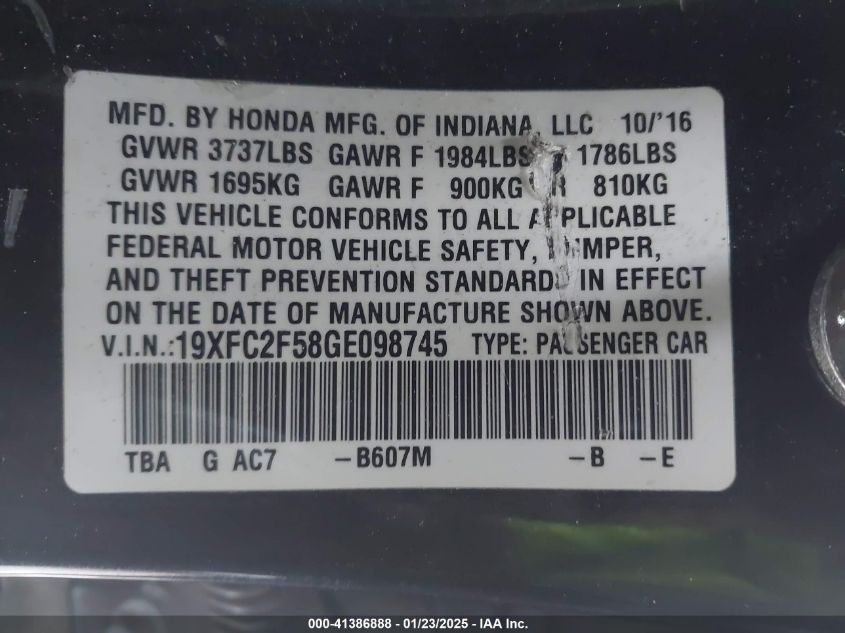 MFD. BY HONDA MFG. OF INDIANA, LLC 10/'16
GVWR 3737LBS GAWR F 1984LBS 1786LBS
GVWR 1695KG GAWR F 900KG R 810KG
THIS VEHICLE CONFORMS TO ALL APPLICABLE
FEDERAL MOTOR VEHICLE SAFETY, BUMPER,
AND THEFT PREVENTION STANDARDS IN EFFECT
ON THE DATE OF MANUFACTURE SHOWN ABOVE.
V.I.N.:19XFC2F58GE098745 TYPE: PASSENGER CAR
TBA G AC7 -B607M -B -E
000-41386888 - 01/23/2025 - IAA Inc.